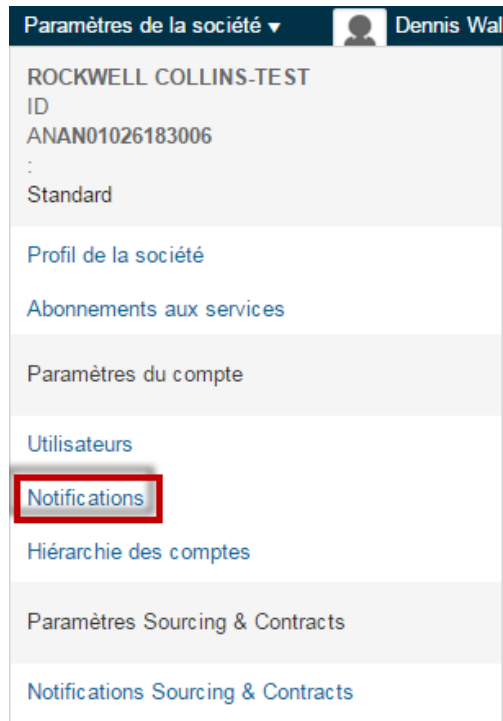 Paramètres de la société ▾ Dennis Wal
ROCKWELL COLLINS-TEST
ID
ANAN01026183006
:
Standard
Profil de la société
Abonnements aux services
Paramètres du compte
Utilisateurs
Notifications
Hiérarchie des comptes
Paramètres Sourcing & Contracts
Notifications Sourcing & Contracts